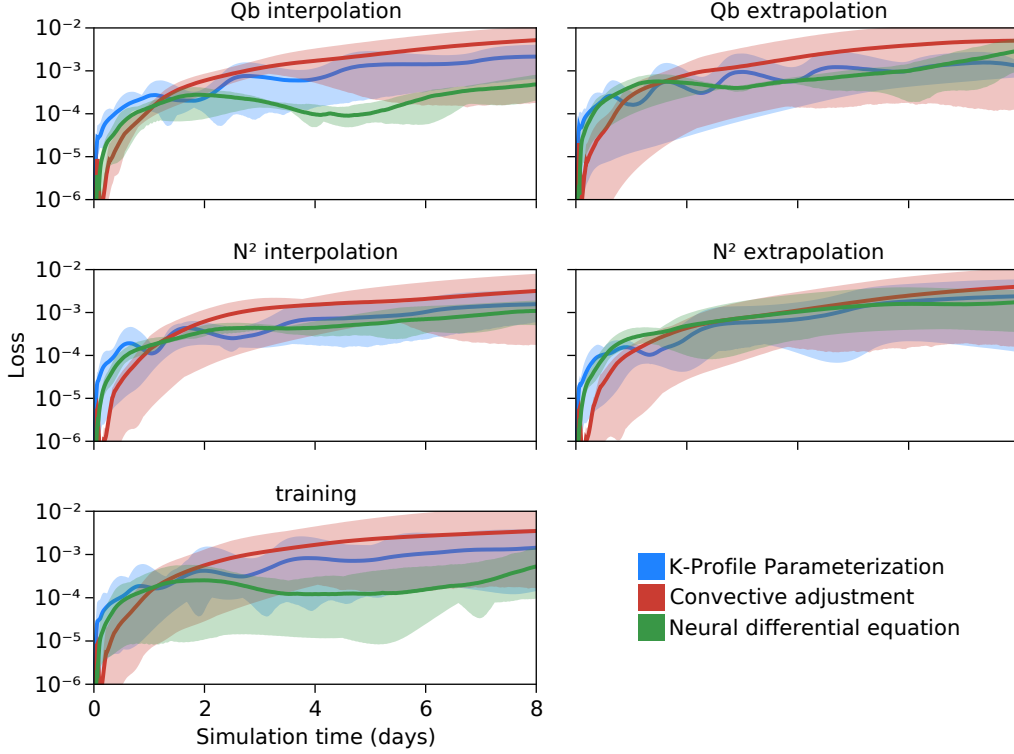 Qb interpolation
Qb extrapolation
10⁻²
10⁻³
10⁻⁴
10⁻⁵
10⁻⁶
N² interpolation
N² extrapolation
10⁻²
10⁻³
10⁻⁴
10⁻⁵
10⁻⁶
Loss
training
10⁻²
10⁻³
10⁻⁴
10⁻⁵
10⁻⁶
0 2 4 6 8
Simulation time (days)
K-Profile Parameterization
Convective adjustment
Neural differential equation